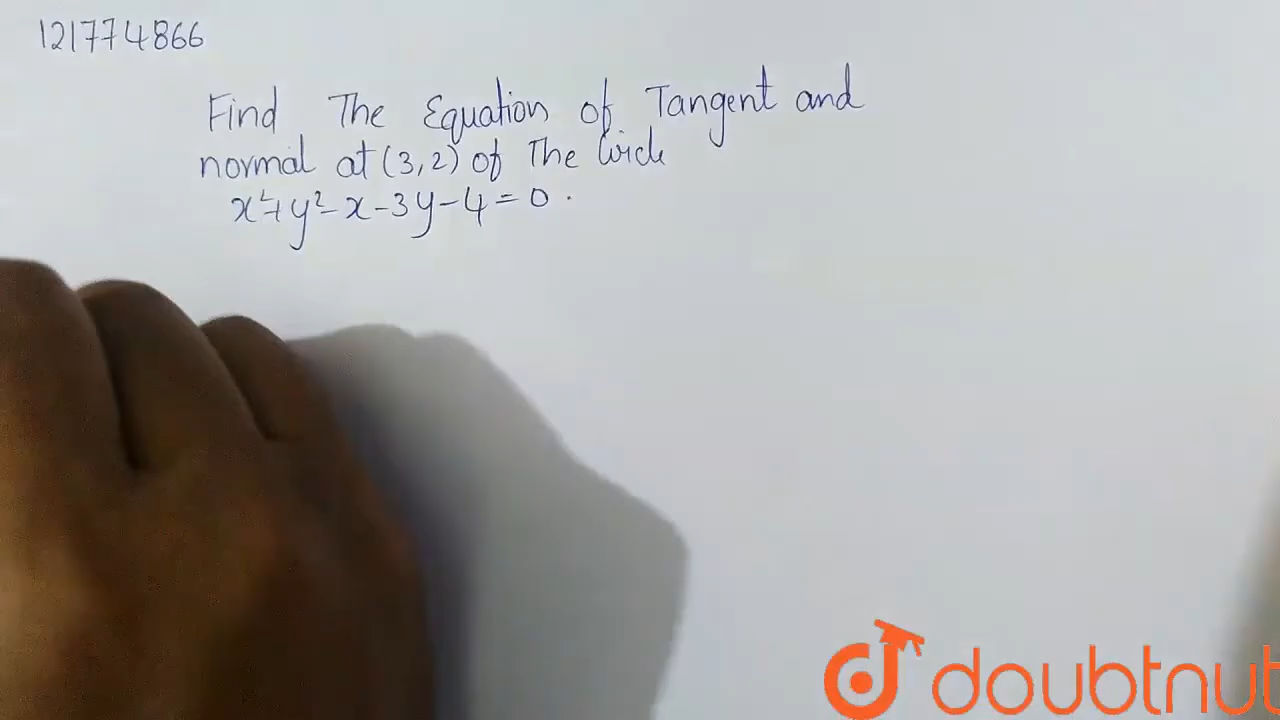 121774866
Find The Equation of Tangent and
normal at (3,2) of The Circle
x²+y²-x-3y-4=0.
doubtnut